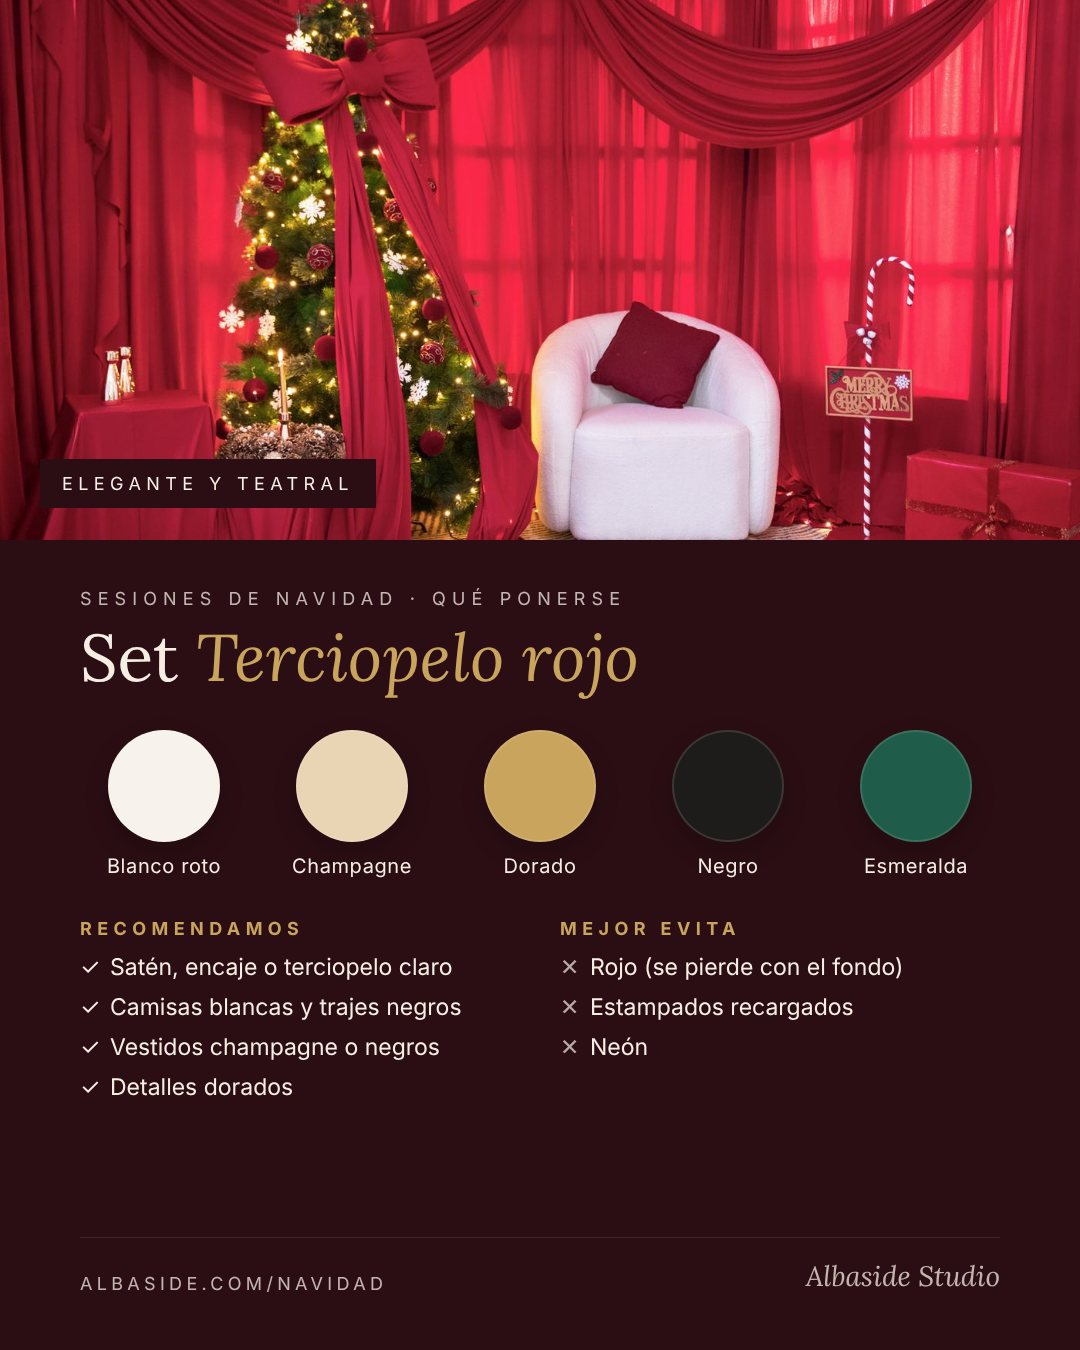 MERRY
CHRISTMAS
ELEGANTE Y TEATRAL
SESIONES DE NAVIDAD · QUÉ PONERSE
Set Terciopelo rojo
Blanco roto
Champagne
Dorado
Negro
Esmeralda
RECOMENDAMOS
✓ Satén, encaje o terciopelo claro
✓ Camisas blancas y trajes negros
✓ Vestidos champagne o negros
✓ Detalles dorados
MEJOR EVITA
✕ Rojo (se pierde con el fondo)
✕ Estampados recargados
✕ Neón
ALBASIDE.COM/NAVIDAD
Albaside Studio